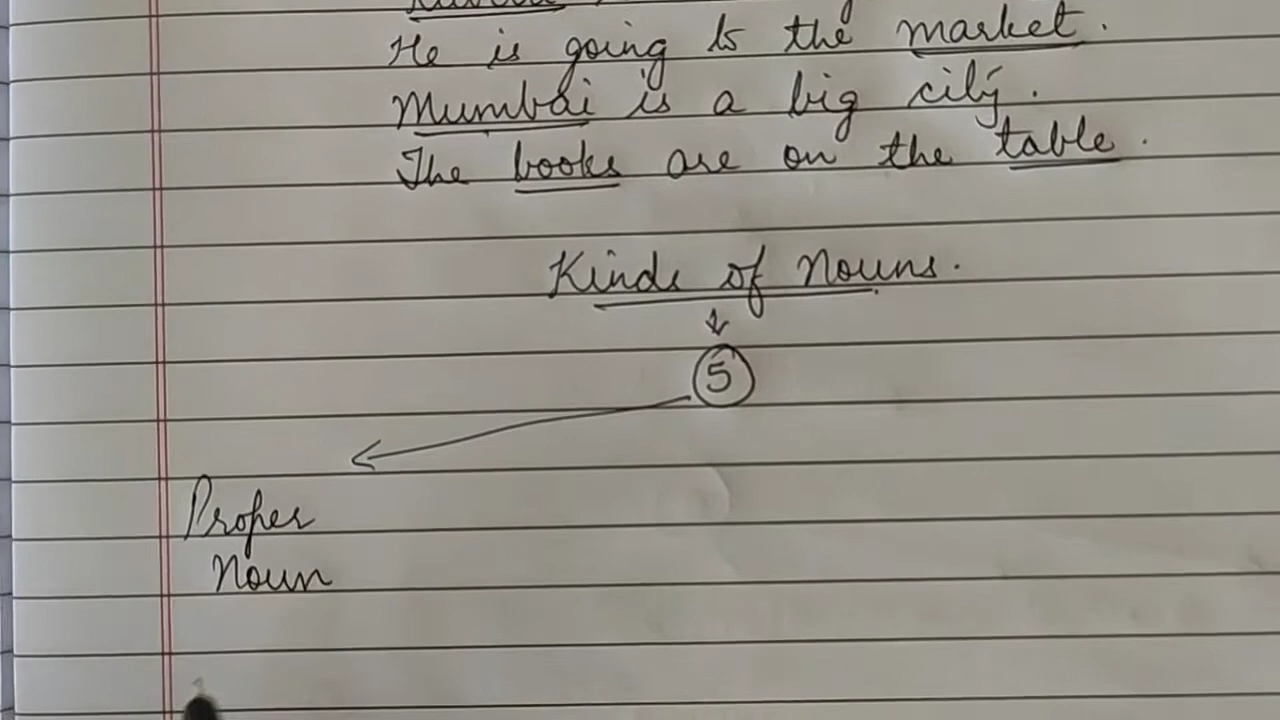 He is going to the market.
Mumbai is a big city.
The books are on the table.
Kinds of Nouns.
5
Proper
Noun